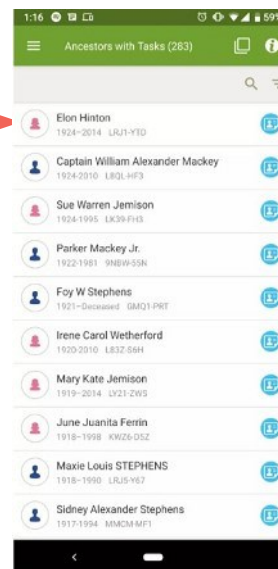 1:16 59%
Ancestors with Tasks (283)
Elon Hinton
1924–2014 LRJ1-YTD
Captain William Alexander Mackey
1924-2010 L8QL-HF3
Sue Warren Jemison
1924-1995 LK39-FH3
Parker Mackey Jr.
1922-1981 9NBW-55N
Foy W Stephens
1921–Deceased GMQ1-PRT
Irene Carol Wetherford
1920-2010 L83Z-S6H
Mary Kate Jemison
1919–2014 LY21-ZWS
June Juanita Ferrin
1918–1998 KWZ6-D5Z
Maxie Louis STEPHENS
1918–1990 LRJS-Y67
Sidney Alexander Stephens
1917-1994 MMCM-MF1